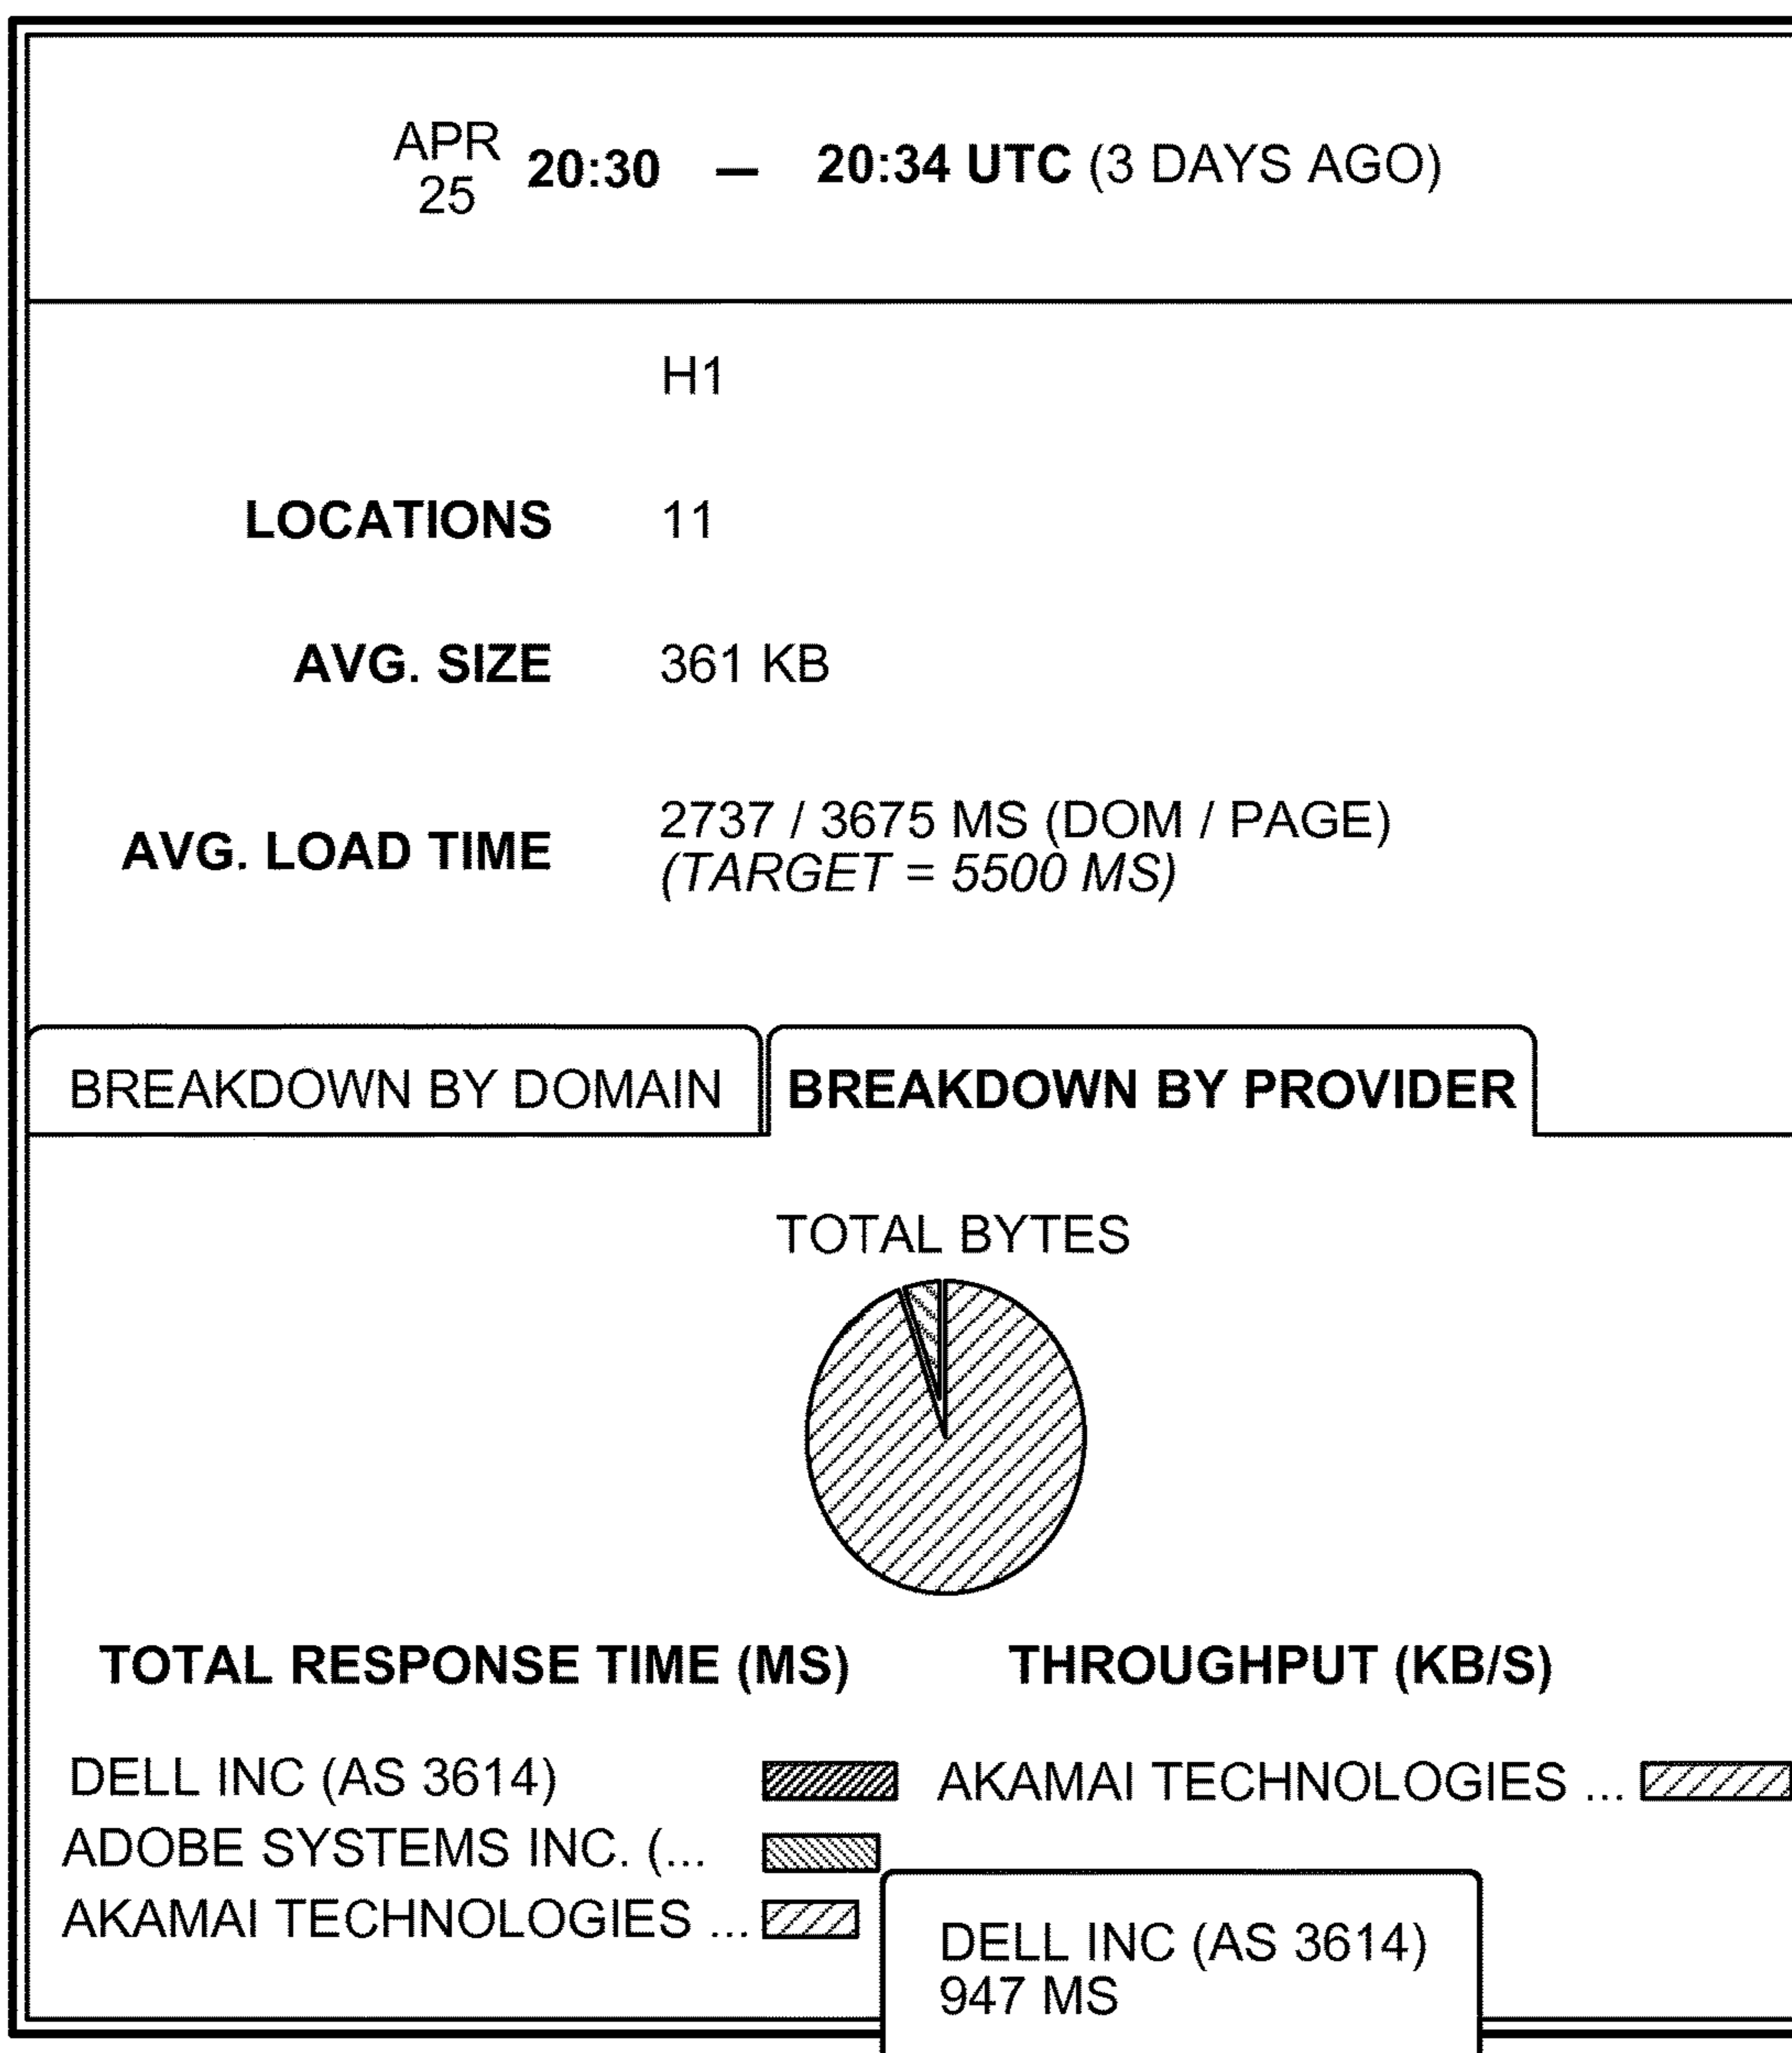 APR
25
20:30 – 20:34 UTC (3 DAYS AGO)
H1
LOCATIONS 11
AVG. SIZE 361 KB
AVG. LOAD TIME 2737 / 3675 MS (DOM / PAGE)
(TARGET = 5500 MS)
BREAKDOWN BY DOMAIN BREAKDOWN BY PROVIDER
TOTAL BYTES
TOTAL RESPONSE TIME (MS) THROUGHPUT (KB/S)
DELL INC (AS 3614) AKAMAI TECHNOLOGIES ...
ADOBE SYSTEMS INC. (...
AKAMAI TECHNOLOGIES ...
DELL INC (AS 3614)
947 MS